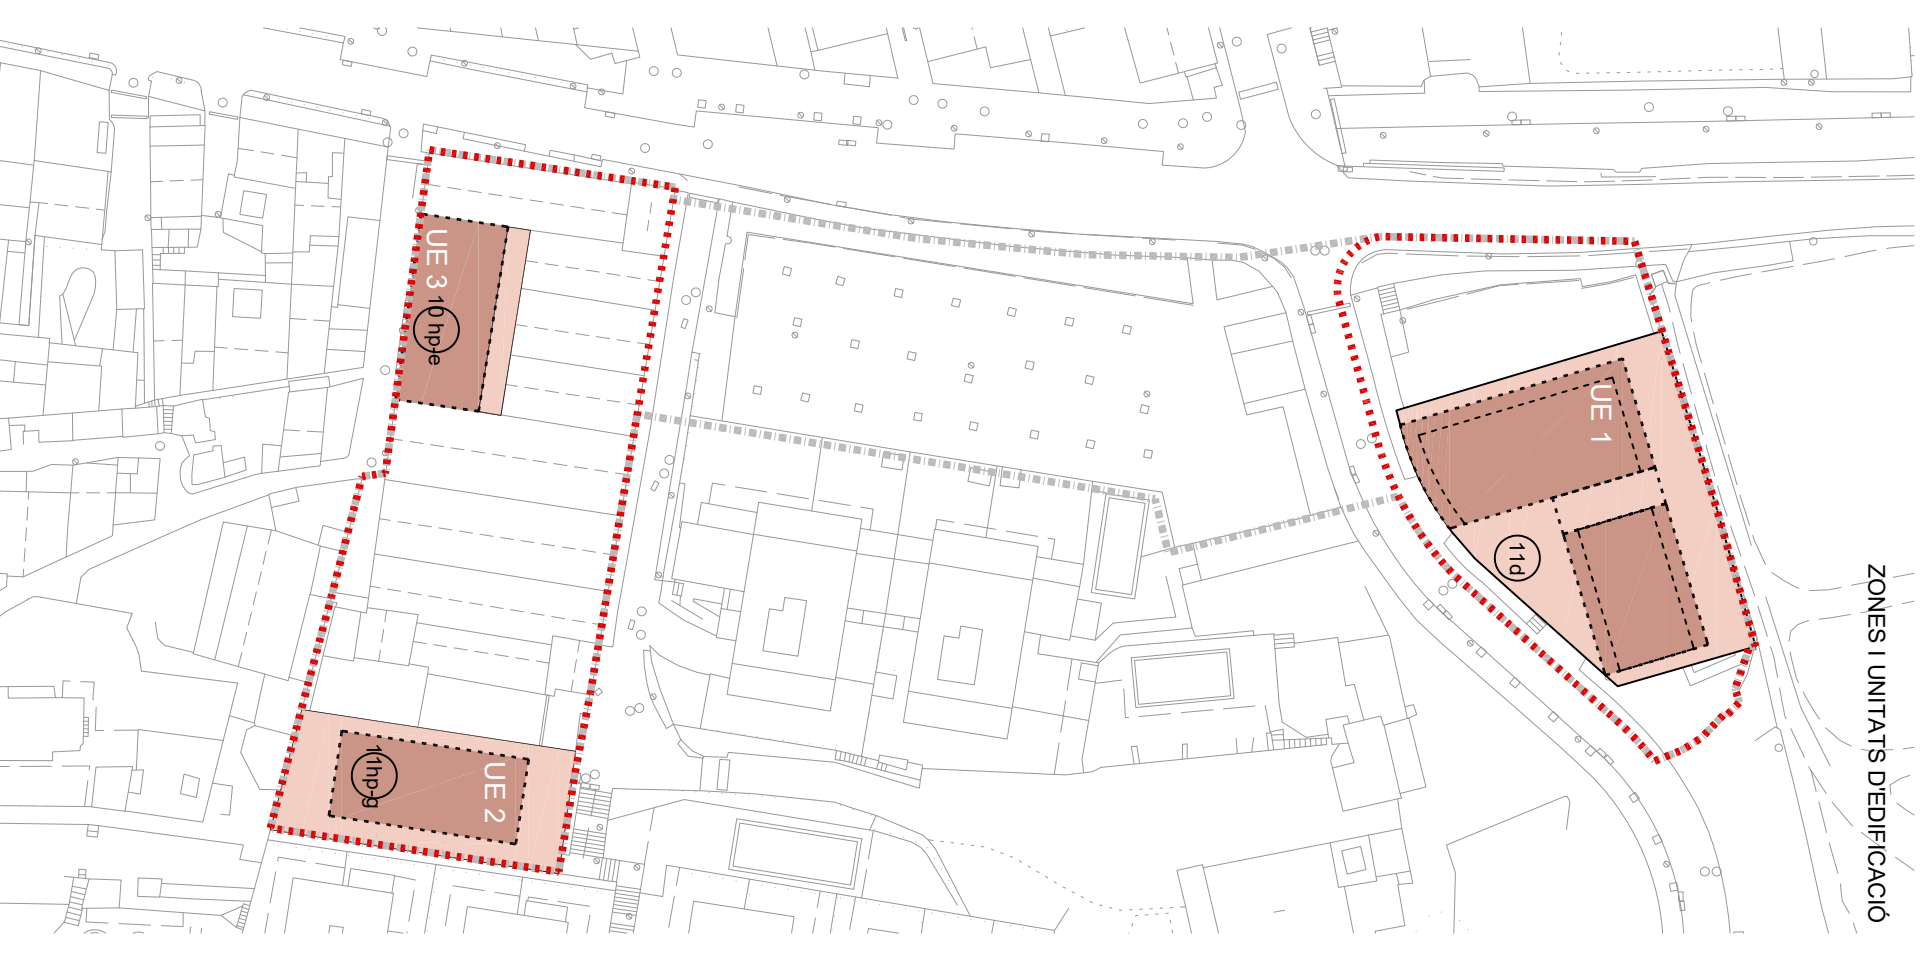 ZONES I UNITATS D'EDIFICACIÓ
UE 1
11d
UE 3
10 hp-e
UE 2
11hp-g